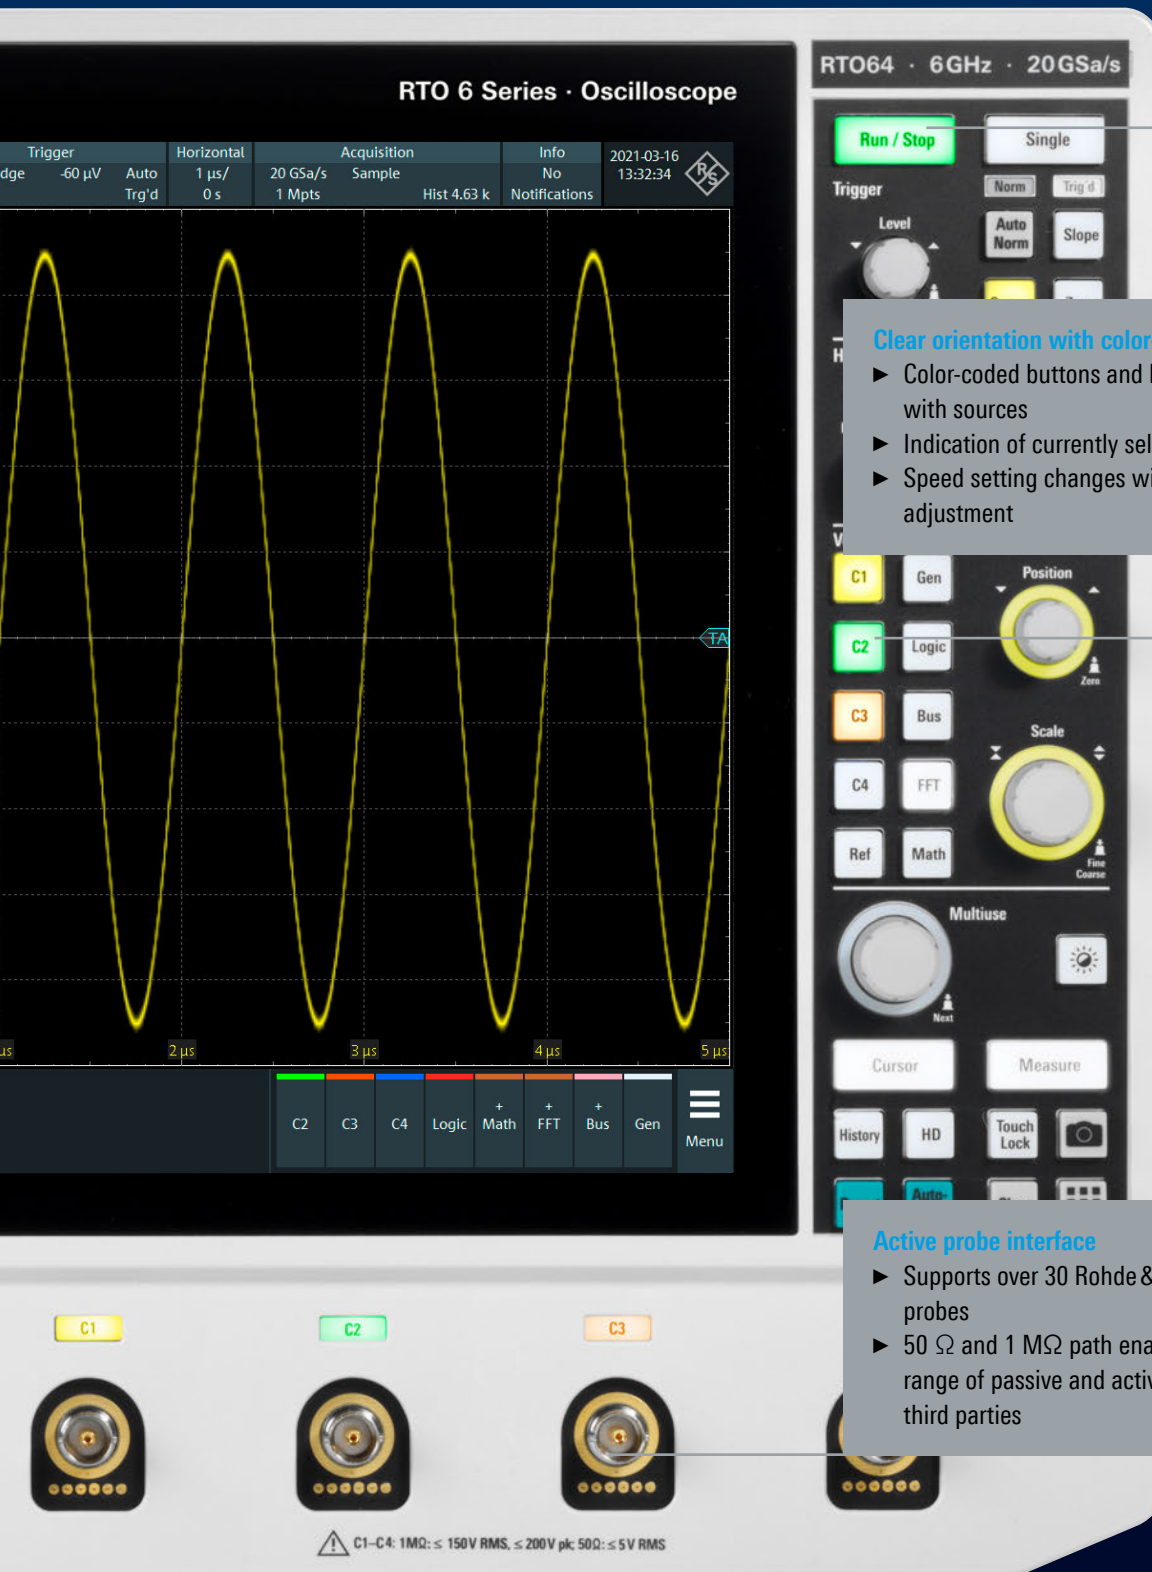 RTO64 · 6GHz · 20GSa/s
RTO 6 Series · Oscilloscope
Run / Stop
Single
Trigger
Horizontal
Acquisition
Info
2021-03-16
-60 µV
Auto
1 µs/
20 GSa/s
Sample
No
13:32:34
Trg'd
0 s
1 Mpts
Hist 4.63 k
Notifications
R&S
Trigger
Norm
Trig'd
Level
Auto
Norm
Slope
Clear orientation with color
► Color-coded buttons and
with sources
► Indication of currently
► Speed setting changes
adjustment
C1
Gen
Position
C2
Logic
Zero
TA
C3
Bus
Scale
C4
FFT
Ref
Math
Fine
Coarse
Multiuse
Next
2 µs
3 µs
4 µs
5 µs
Cursor
Measure
C2
C3
C4
Logic
+
Math
+
FFT
+
Bus
Gen
Menu
History
HD
Touch
Lock
Auto-
Active probe interface
► Supports over 30 Rohde &
probes
► 50 Ω and 1 MΩ path
range of passive and
third parties
C1
C2
C3
C1–C4: 1MΩ: ≤ 150V RMS, ≤ 200V pk; 50Ω: ≤ 5V RMS